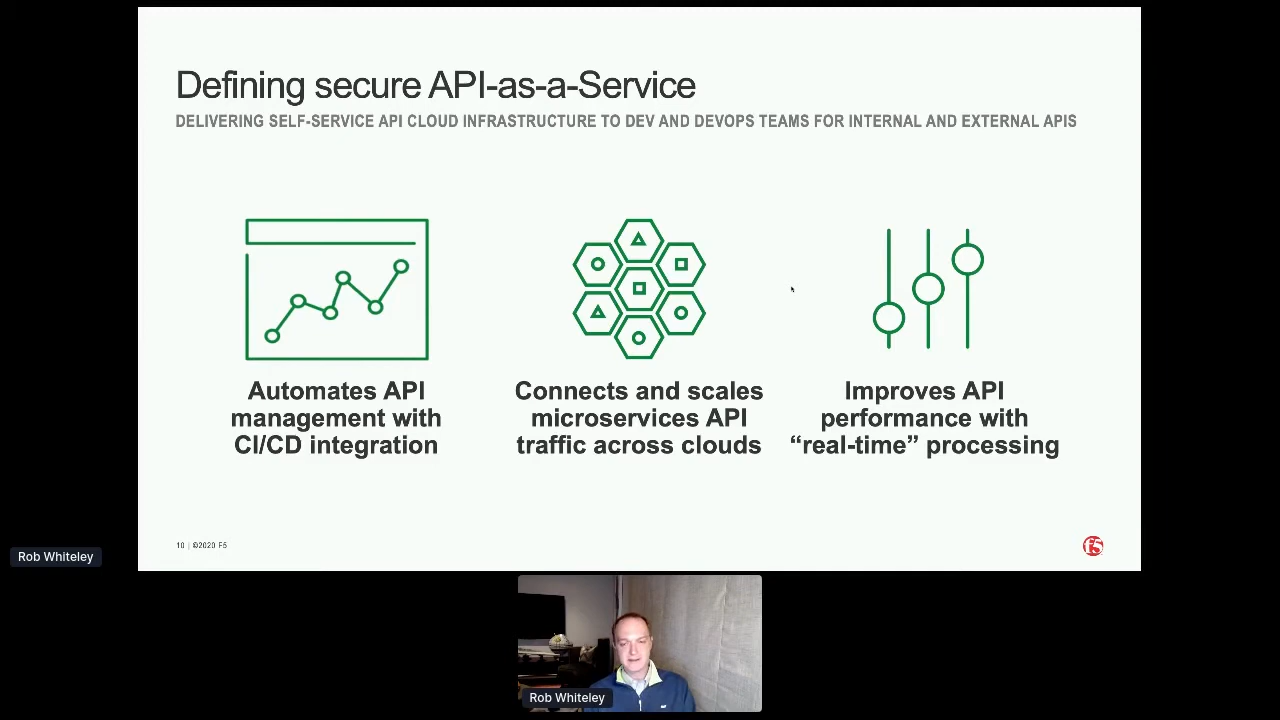 Defining secure API-as-a-Service
DELIVERING SELF-SERVICE API CLOUD INFRASTRUCTURE TO DEV AND DEVOPS TEAMS FOR INTERNAL AND EXTERNAL APIS
Automates API
management with
CI/CD integration
Connects and scales
microservices API
traffic across clouds
Improves API
performance with
“real-time” processing
10 | ©2020 F5
f5
Rob Whiteley
Rob Whiteley